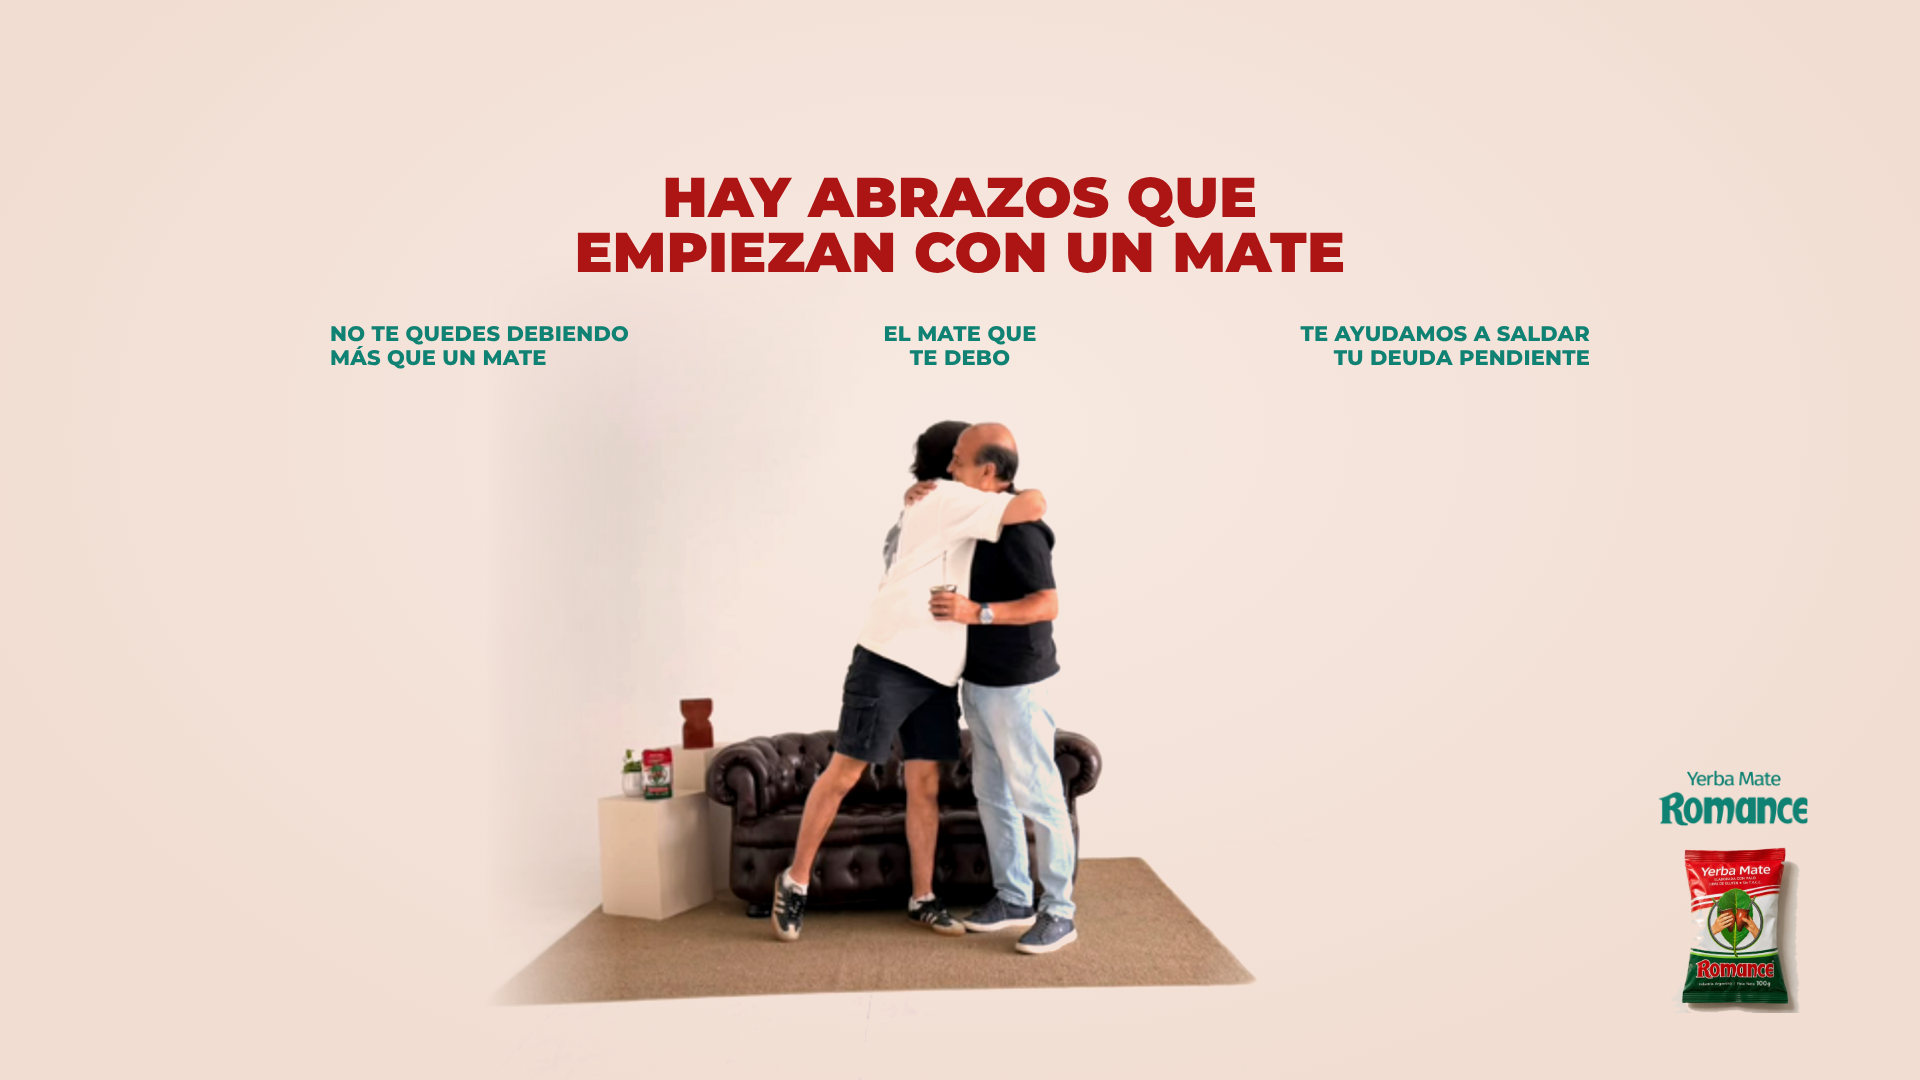 HAY ABRAZOS QUE
EMPIEZAN CON UN MATE
NO TE QUEDES DEBIENDO
MÁS QUE UN MATE
EL MATE QUE
TE DEBO
TE AYUDAMOS A SALDAR
TU DEUDA PENDIENTE
Yerba Mate
Romance
Yerba Mate
Romance
100g